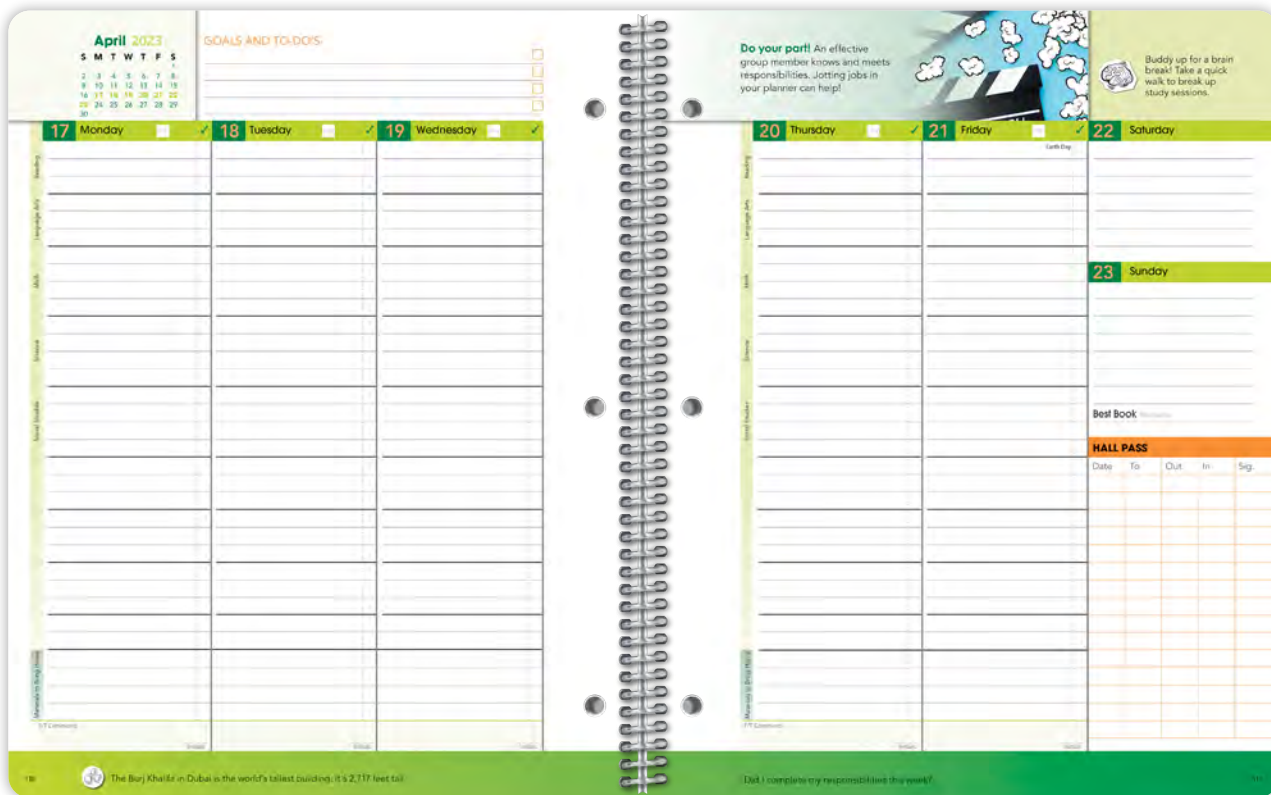 April 2023
S M T W T F S
1
2 3 4 5 6 7 8
9 10 11 12 13 14 15
16 17 18 19 20 21 22
23 24 25 26 27 28 29
30
GOALS AND TO-DO'S
17 Monday
18 Tuesday
19 Wednesday
Reading
Language Arts
Math
Science
Social Studies
Materials to Bring Home
The Burj Khalifa in Dubai is the world's tallest building. It's 2,717 feet tall.
Do your part! An effective
group member knows and meets
responsibilities. Jotting jobs in
your planner can help!
Buddy up for a brain
break! Take a quick
walk to break up
study sessions.
20 Thursday
21 Friday
22 Saturday
Earth Day
Reading
Language Arts
Math
Science
Social Studies
Materials to Bring Home
23 Sunday
Best Book
HALL PASS
Date To Out In Sig.
Did I complete my responsibilities this week?